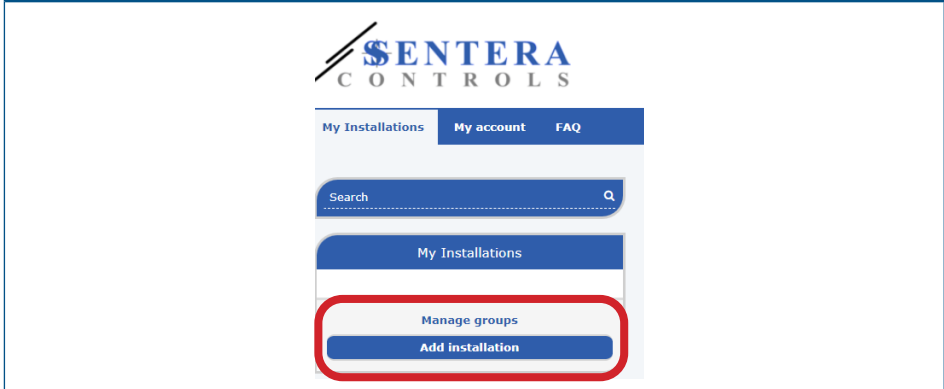 SENTERA
CONTROLS
My Installations My account FAQ
Search
My Installations
Manage groups
Add installation